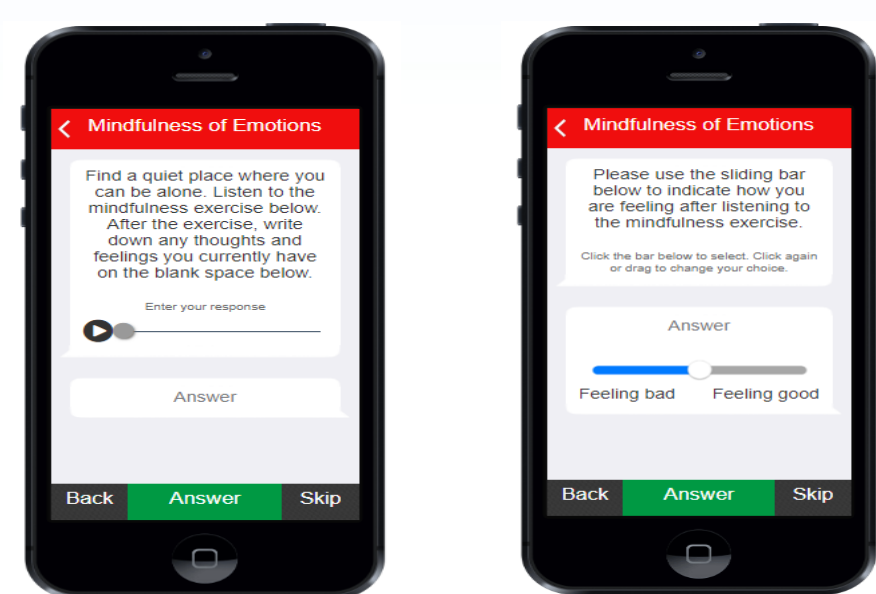 Mindfulness of Emotions
Find a quiet place where you
can be alone. Listen to the
mindfulness exercise below.
After the exercise, write
down any thoughts and
feelings you currently have
on the blank space below.
Enter your response
Answer
Back Answer Skip
Mindfulness of Emotions
Please use the sliding bar
below to indicate how you
are feeling after listening to
the mindfulness exercise.
Click the bar below to select. Click again
or drag to change your choice.
Answer
Feeling bad Feeling good
Back Answer Skip